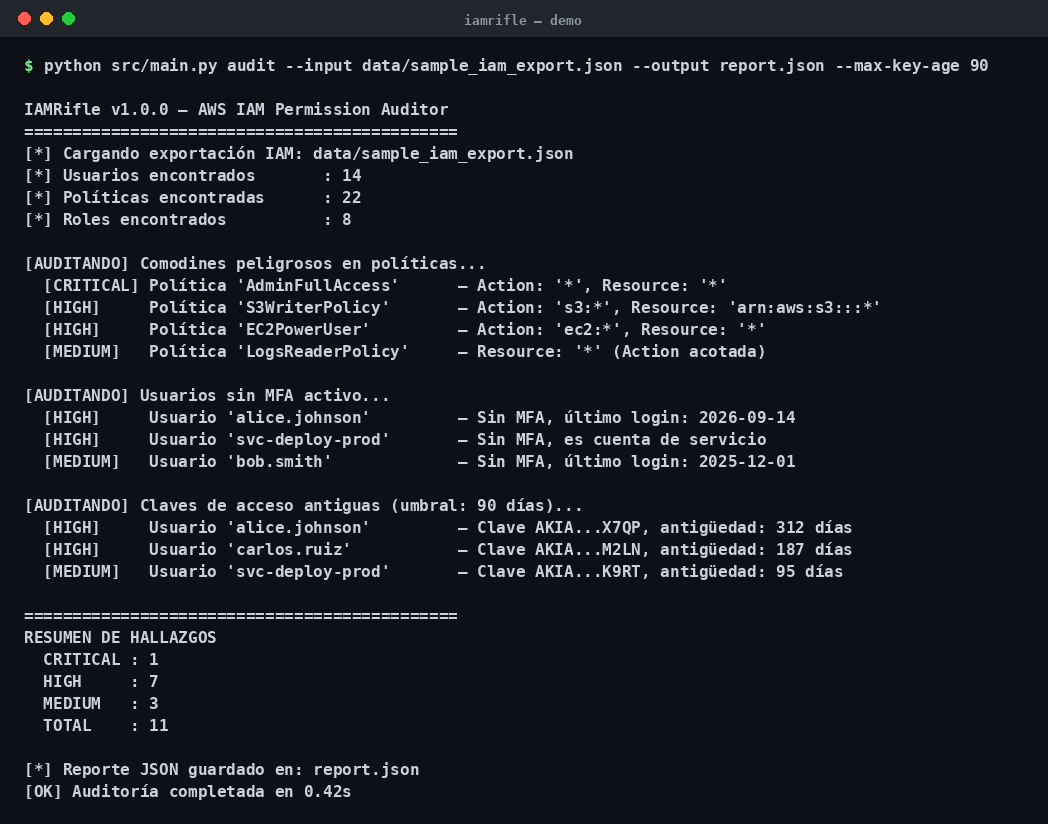 iamrifle — demo
$ python src/main.py audit --input data/sample_iam_export.json --output report.json --max-key-age 90
IAMRifle v1.0.0 — AWS IAM Permission Auditor
=============================================
[*] Cargando exportación IAM: data/sample_iam_export.json
[*] Usuarios encontrados       : 14
[*] Políticas encontradas      : 22
[*] Roles encontrados          : 8
[AUDITANDO] Comodines peligrosos en políticas...
  [CRITICAL] Política 'AdminFullAccess'      — Action: '*', Resource: '*'
  [HIGH]     Política 'S3WriterPolicy'       — Action: 's3:*', Resource: 'arn:aws:s3:::*'
  [HIGH]     Política 'EC2PowerUser'         — Action: 'ec2:*', Resource: '*'
  [MEDIUM]   Política 'LogsReaderPolicy'     — Resource: '*' (Action acotada)
[AUDITANDO] Usuarios sin MFA activo...
  [HIGH]     Usuario 'alice.johnson'         — Sin MFA, último login: 2026-09-14
  [HIGH]     Usuario 'svc-deploy-prod'       — Sin MFA, es cuenta de servicio
  [MEDIUM]   Usuario 'bob.smith'             — Sin MFA, último login: 2025-12-01
[AUDITANDO] Claves de acceso antiguas (umbral: 90 días)...
  [HIGH]     Usuario 'alice.johnson'         — Clave AKIA...X7QP, antigüedad: 312 días
  [HIGH]     Usuario 'carlos.ruiz'           — Clave AKIA...M2LN, antigüedad: 187 días
  [MEDIUM]   Usuario 'svc-deploy-prod'       — Clave AKIA...K9RT, antigüedad: 95 días
=============================================
RESUMEN DE HALLAZGOS
  CRITICAL : 1
  HIGH     : 7
  MEDIUM   : 3
  TOTAL    : 11
[*] Reporte JSON guardado en: report.json
[OK] Auditoría completada en 0.42s